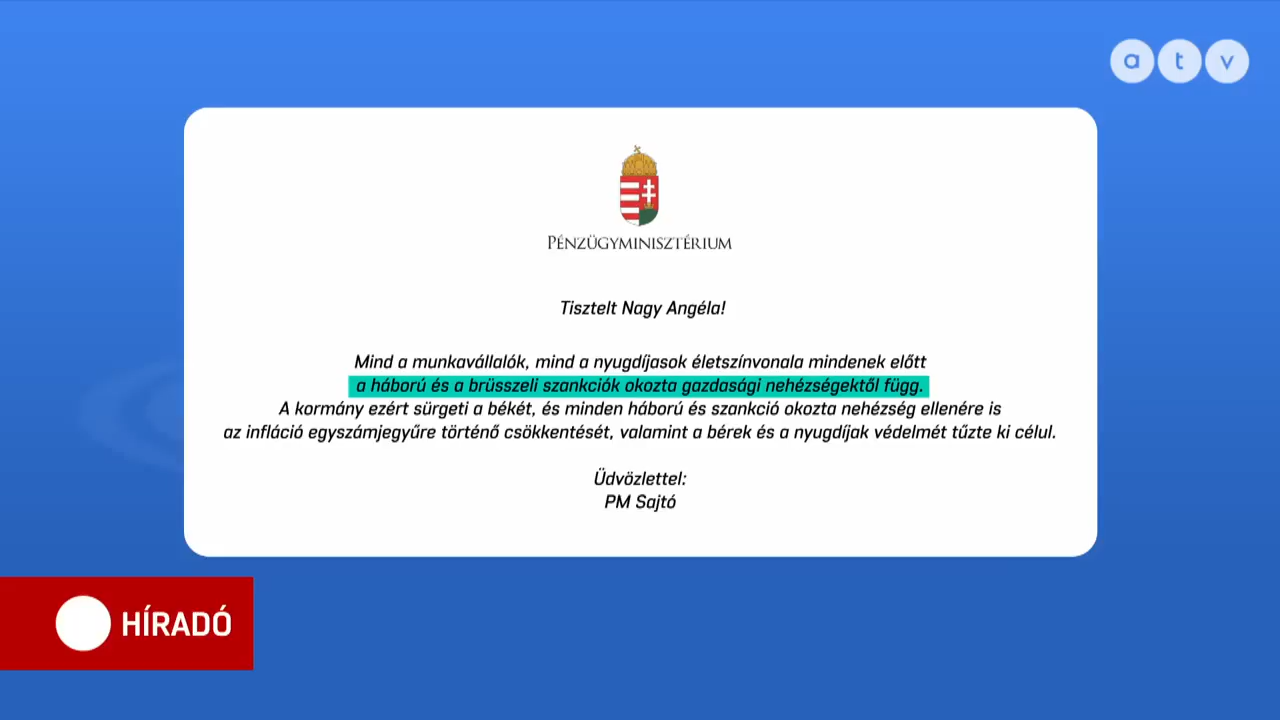 a t v
PÉNZÜGYMINISZTÉRIUM
Tisztelt Nagy Angéla!
Mind a munkavállalók, mind a nyugdíjasok életszínvonala mindenek előtt
a háború és a brüsszeli szankciók okozta gazdasági nehézségektől függ.
A kormány ezért sürgeti a békét, és minden háború és szankció okozta nehézség ellenére is
az infláció egyszámjegyűre történő csökkentését, valamint a bérek és a nyugdíjak védelmét tűzte ki célul.
Üdvözlettel:
PM Sajtó
HÍRADÓ